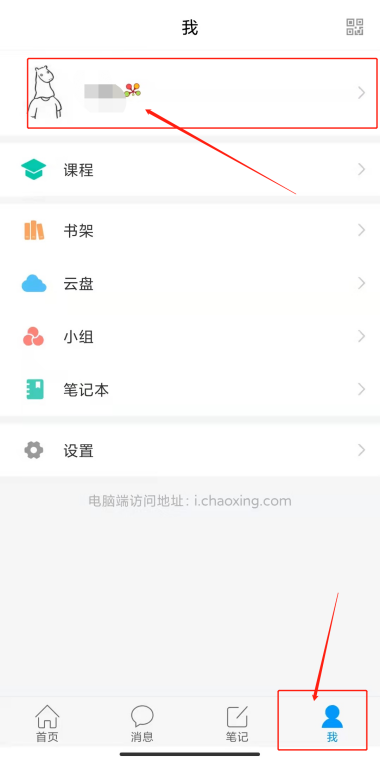 我
课程
书架
云盘
小组
笔记本
设置
电脑端访问地址：i.chaoxing.com
首页
消息
笔记
我